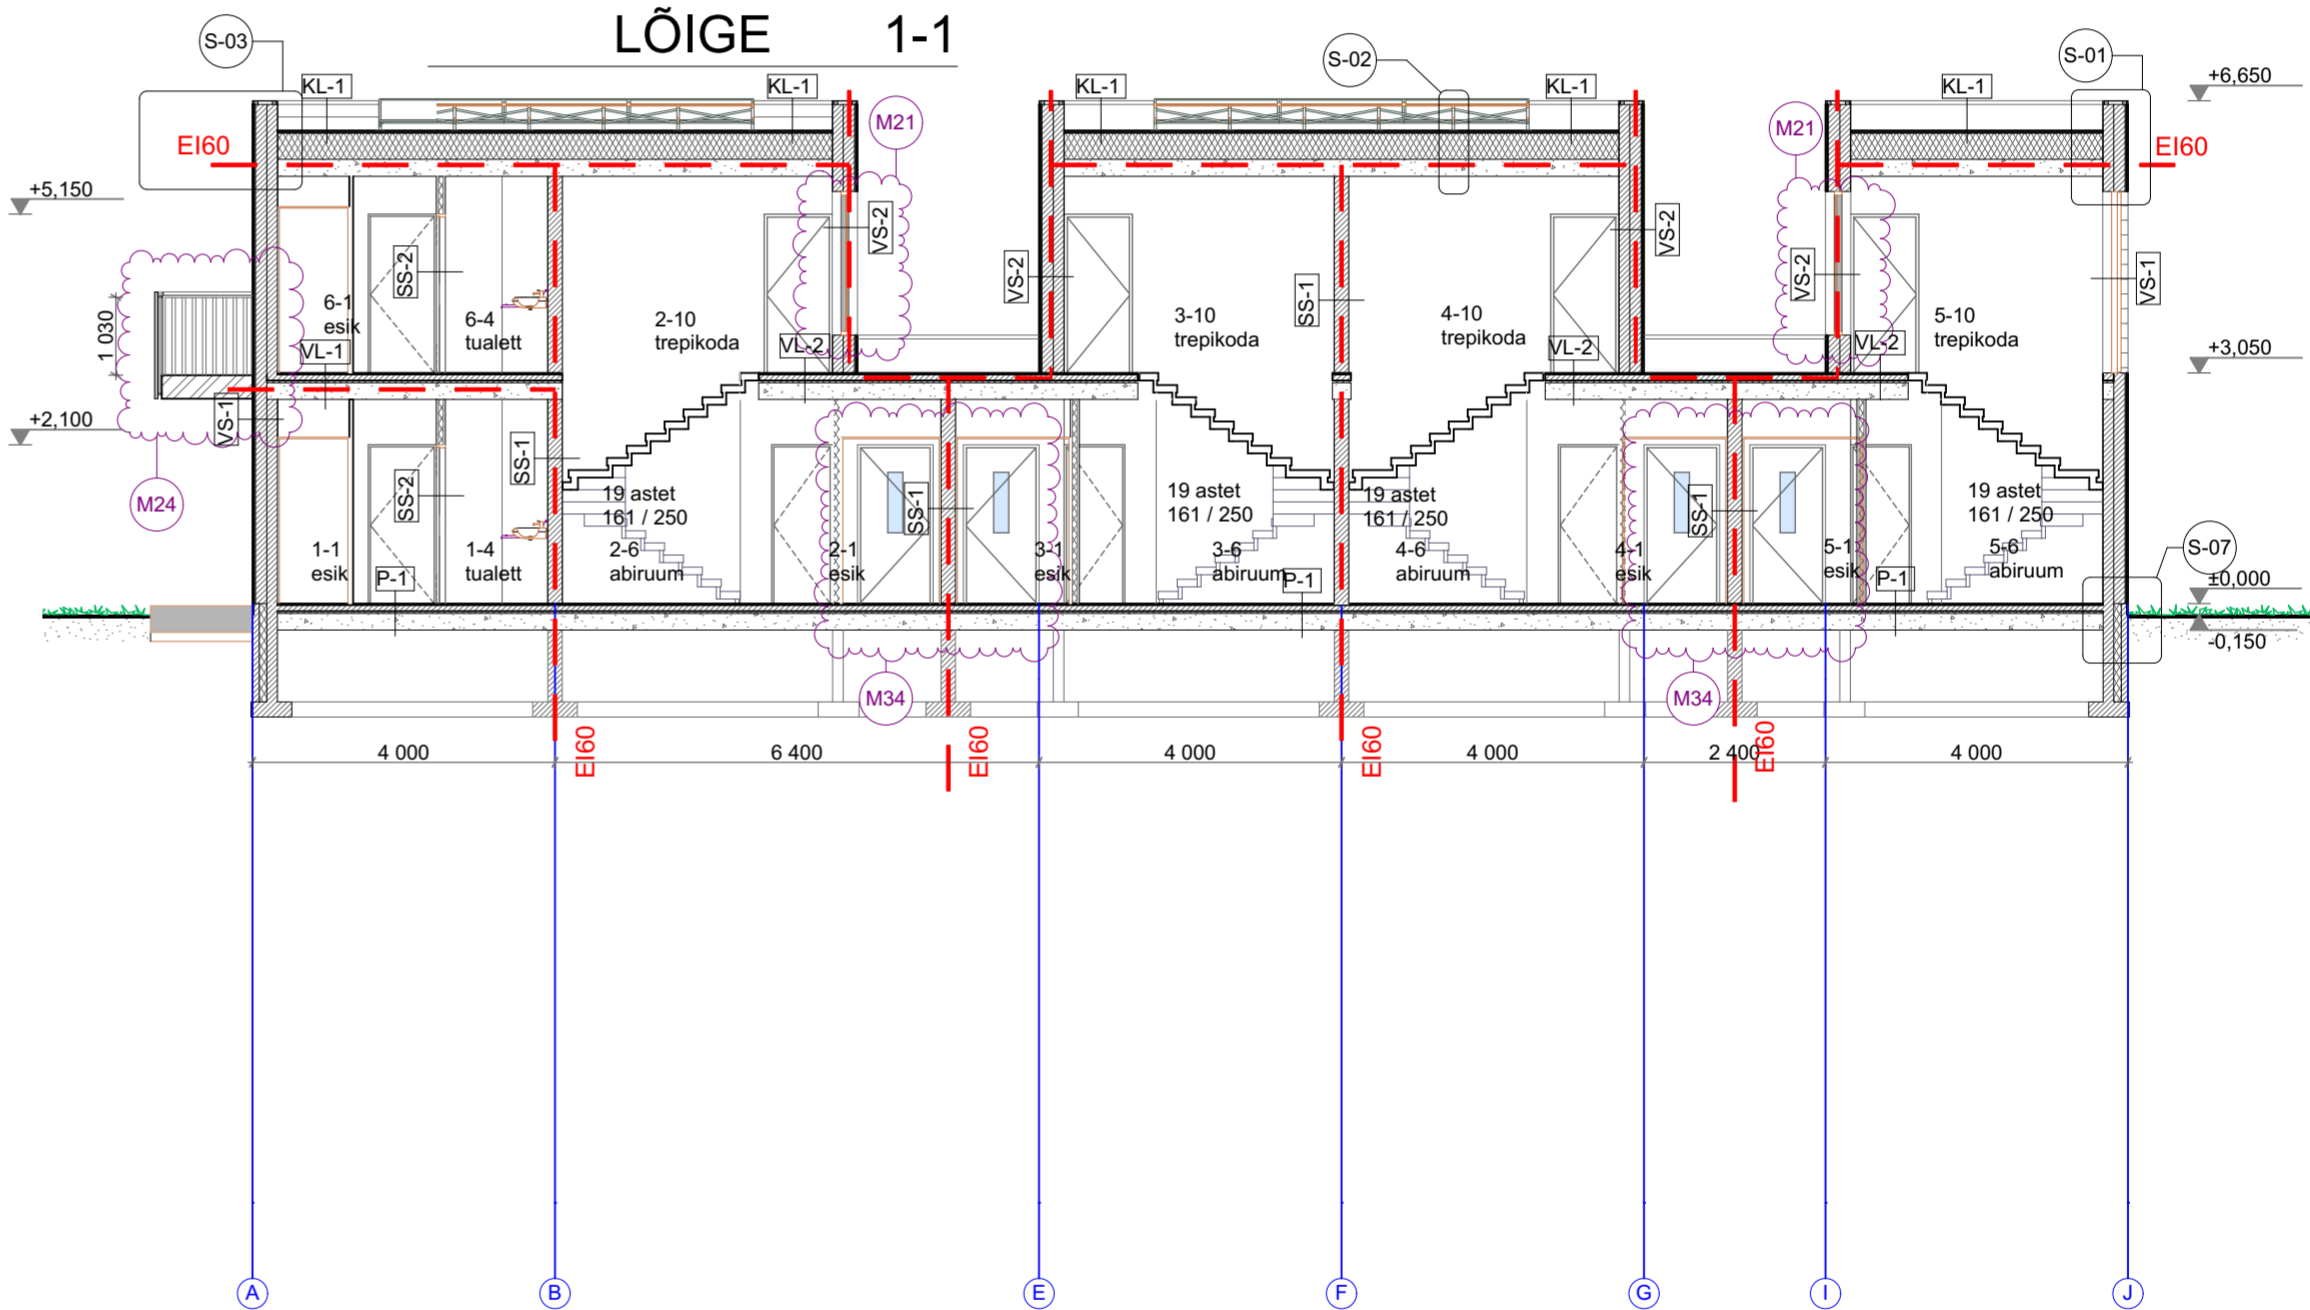 LÕIGE 1-1
S-03
S-02
S-01
KL-1
KL-1
KL-1
KL-1
KL-1
+6,650
M21
M21
EI60
EI60
+5,150
VS-2
VS-2
VS-2
VS-2
VS-1
SS-2
SS-1
1 030
6-1
esik
6-4
tualett
2-10
trepikoda
3-10
trepikoda
4-10
trepikoda
5-10
trepikoda
VL-1
VL-2
VL-2
VL-2
+3,050
+2,100
VS-1
M24
SS-2
SS-1
SS-1
SS-1
19 astet
161 / 250
19 astet
161 / 250
19 astet
161 / 250
19 astet
161 / 250
1-1
esik
P-1
1-4
tualett
2-6
abiruum
2-1
esik
3-1
esik
3-6
abiruum
P-1
4-6
abiruum
4-1
esik
5-1
esik
P-1
5-6
abiruum
S-07
±0,000
-0,150
M34
M34
EI60
EI60
EI60
EI60
4 000
6 400
4 000
4 000
2 400
4 000
A
B
E
F
G
I
J